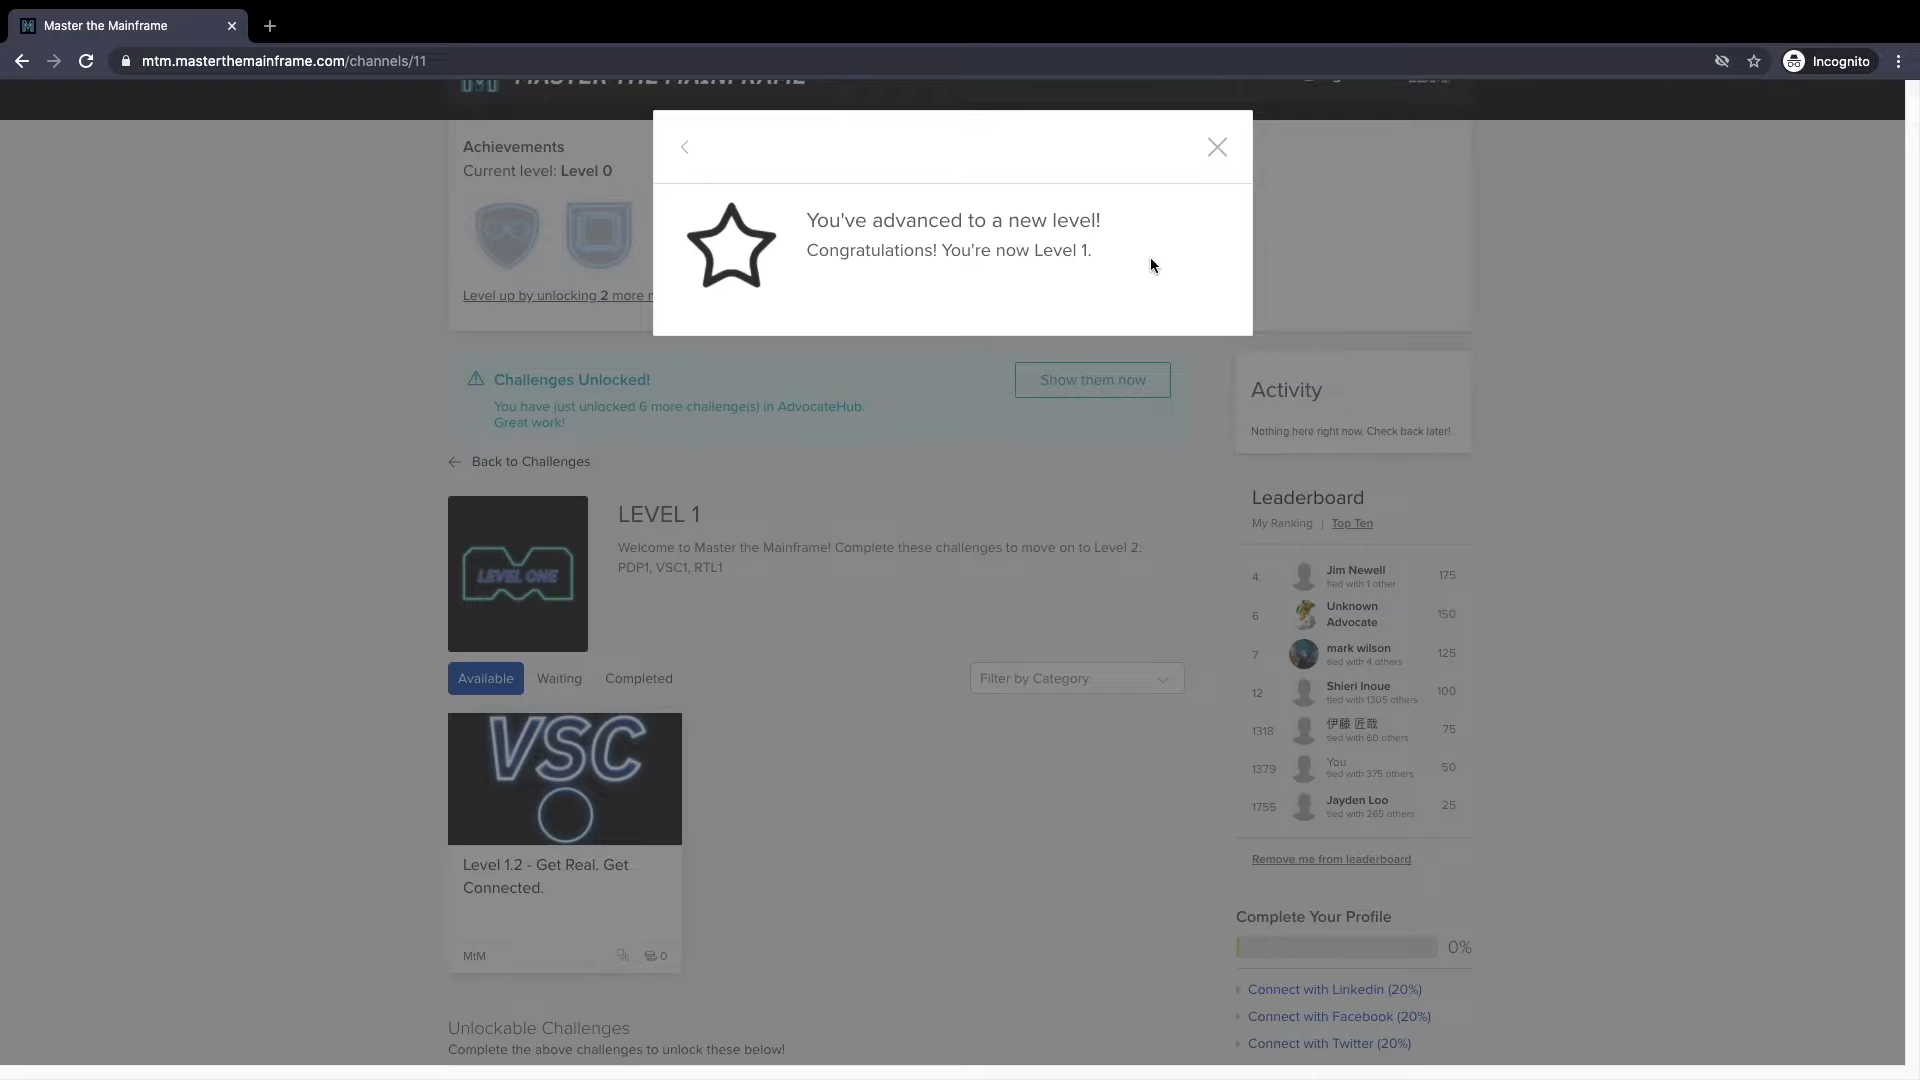 Master the Mainframe
mtm.masterthemainframe.com/channels/11
Incognito
MASTER THE MAINFRAME
Achievements
Current level: Level 0
Level up by unlocking 2 more
You've advanced to a new level!
Congratulations! You're now Level 1.
Challenges Unlocked!
You have just unlocked 6 more challenge(s) in AdvocateHub.
Great work!
Show them now
Back to Challenges
LEVEL ONE
LEVEL 1
Welcome to Master the Mainframe! Complete these challenges to move on to Level 2:
PDP1, VSC1, RTL1
Available
Waiting
Completed
Filter by Category
VSC
Level 1.2 - Get Real. Get
Connected.
MtM
0
Unlockable Challenges
Complete the above challenges to unlock these below!
Activity
Nothing here right now. Check back later!
Leaderboard
My Ranking | Top Ten
4 Jim Newell 175
tied with 1 other
6 Unknown 150
Advocate
7 mark wilson 125
tied with 4 others
12 Shieri Inoue 100
tied with 1305 others
1318 伊藤 匠哉 75
tied with 60 others
1379 You 50
tied with 375 others
1755 Jayden Loo 25
tied with 265 others
Remove me from leaderboard
Complete Your Profile
0%
Connect with Linkedin (20%)
Connect with Facebook (20%)
Connect with Twitter (20%)